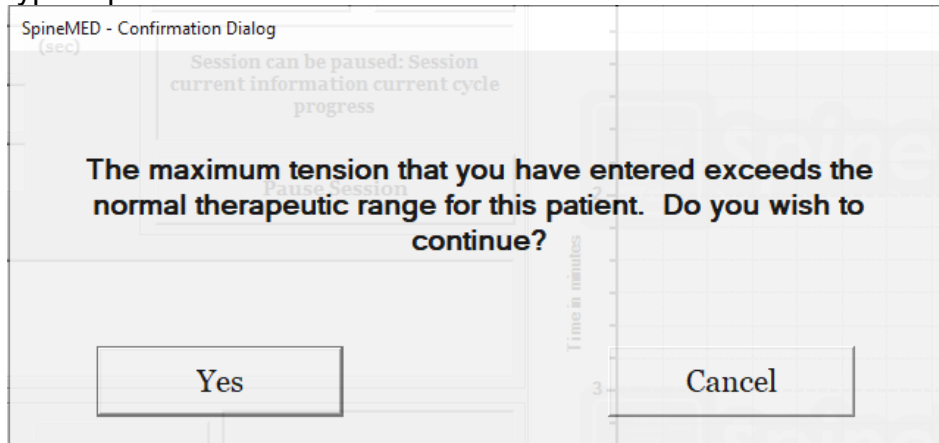 SpineMED - Confirmation Dialog
(sec)
Session can be paused: Session
current information current cycle
progress
The maximum tension that you have entered exceeds the
Pause Session
2
normal therapeutic range for this patient.  Do you wish to
continue?
Time in minutes
Yes
Cancel
3